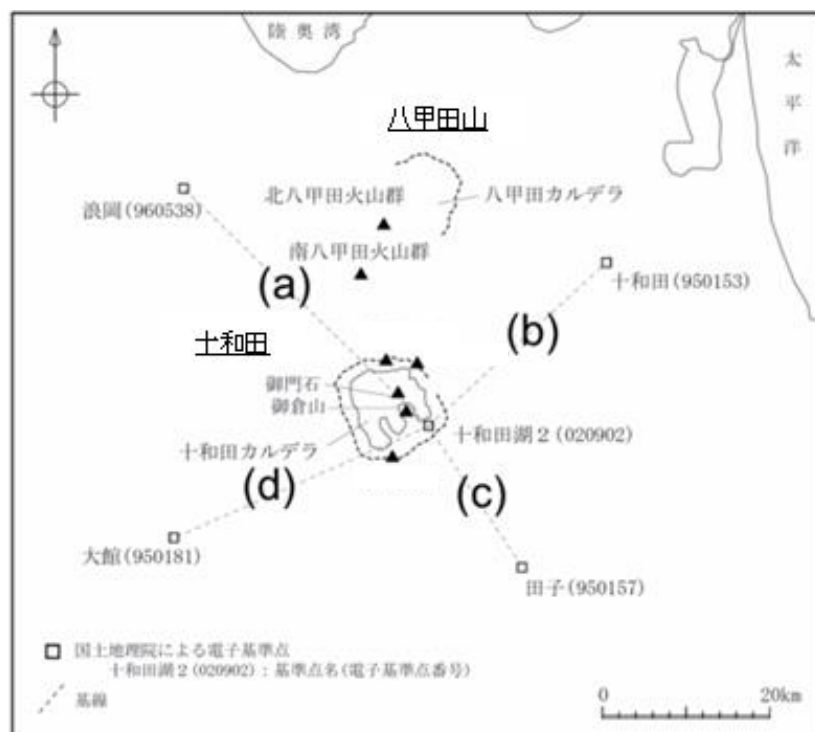 陸奥湾
太平洋
八甲田山
北八甲田火山群
八甲田カルデラ
浪岡(960538)
南八甲田火山群
十和田(950153)
(a)
(b)
十和田
御門石
御倉山
十和田湖2(020902)
十和田カルデラ
(d)
(c)
大館(950181)
田子(950157)
国土地理院による電子基準点
十和田湖2(020902):基準点名(電子基準点番号)
基線
0 20km